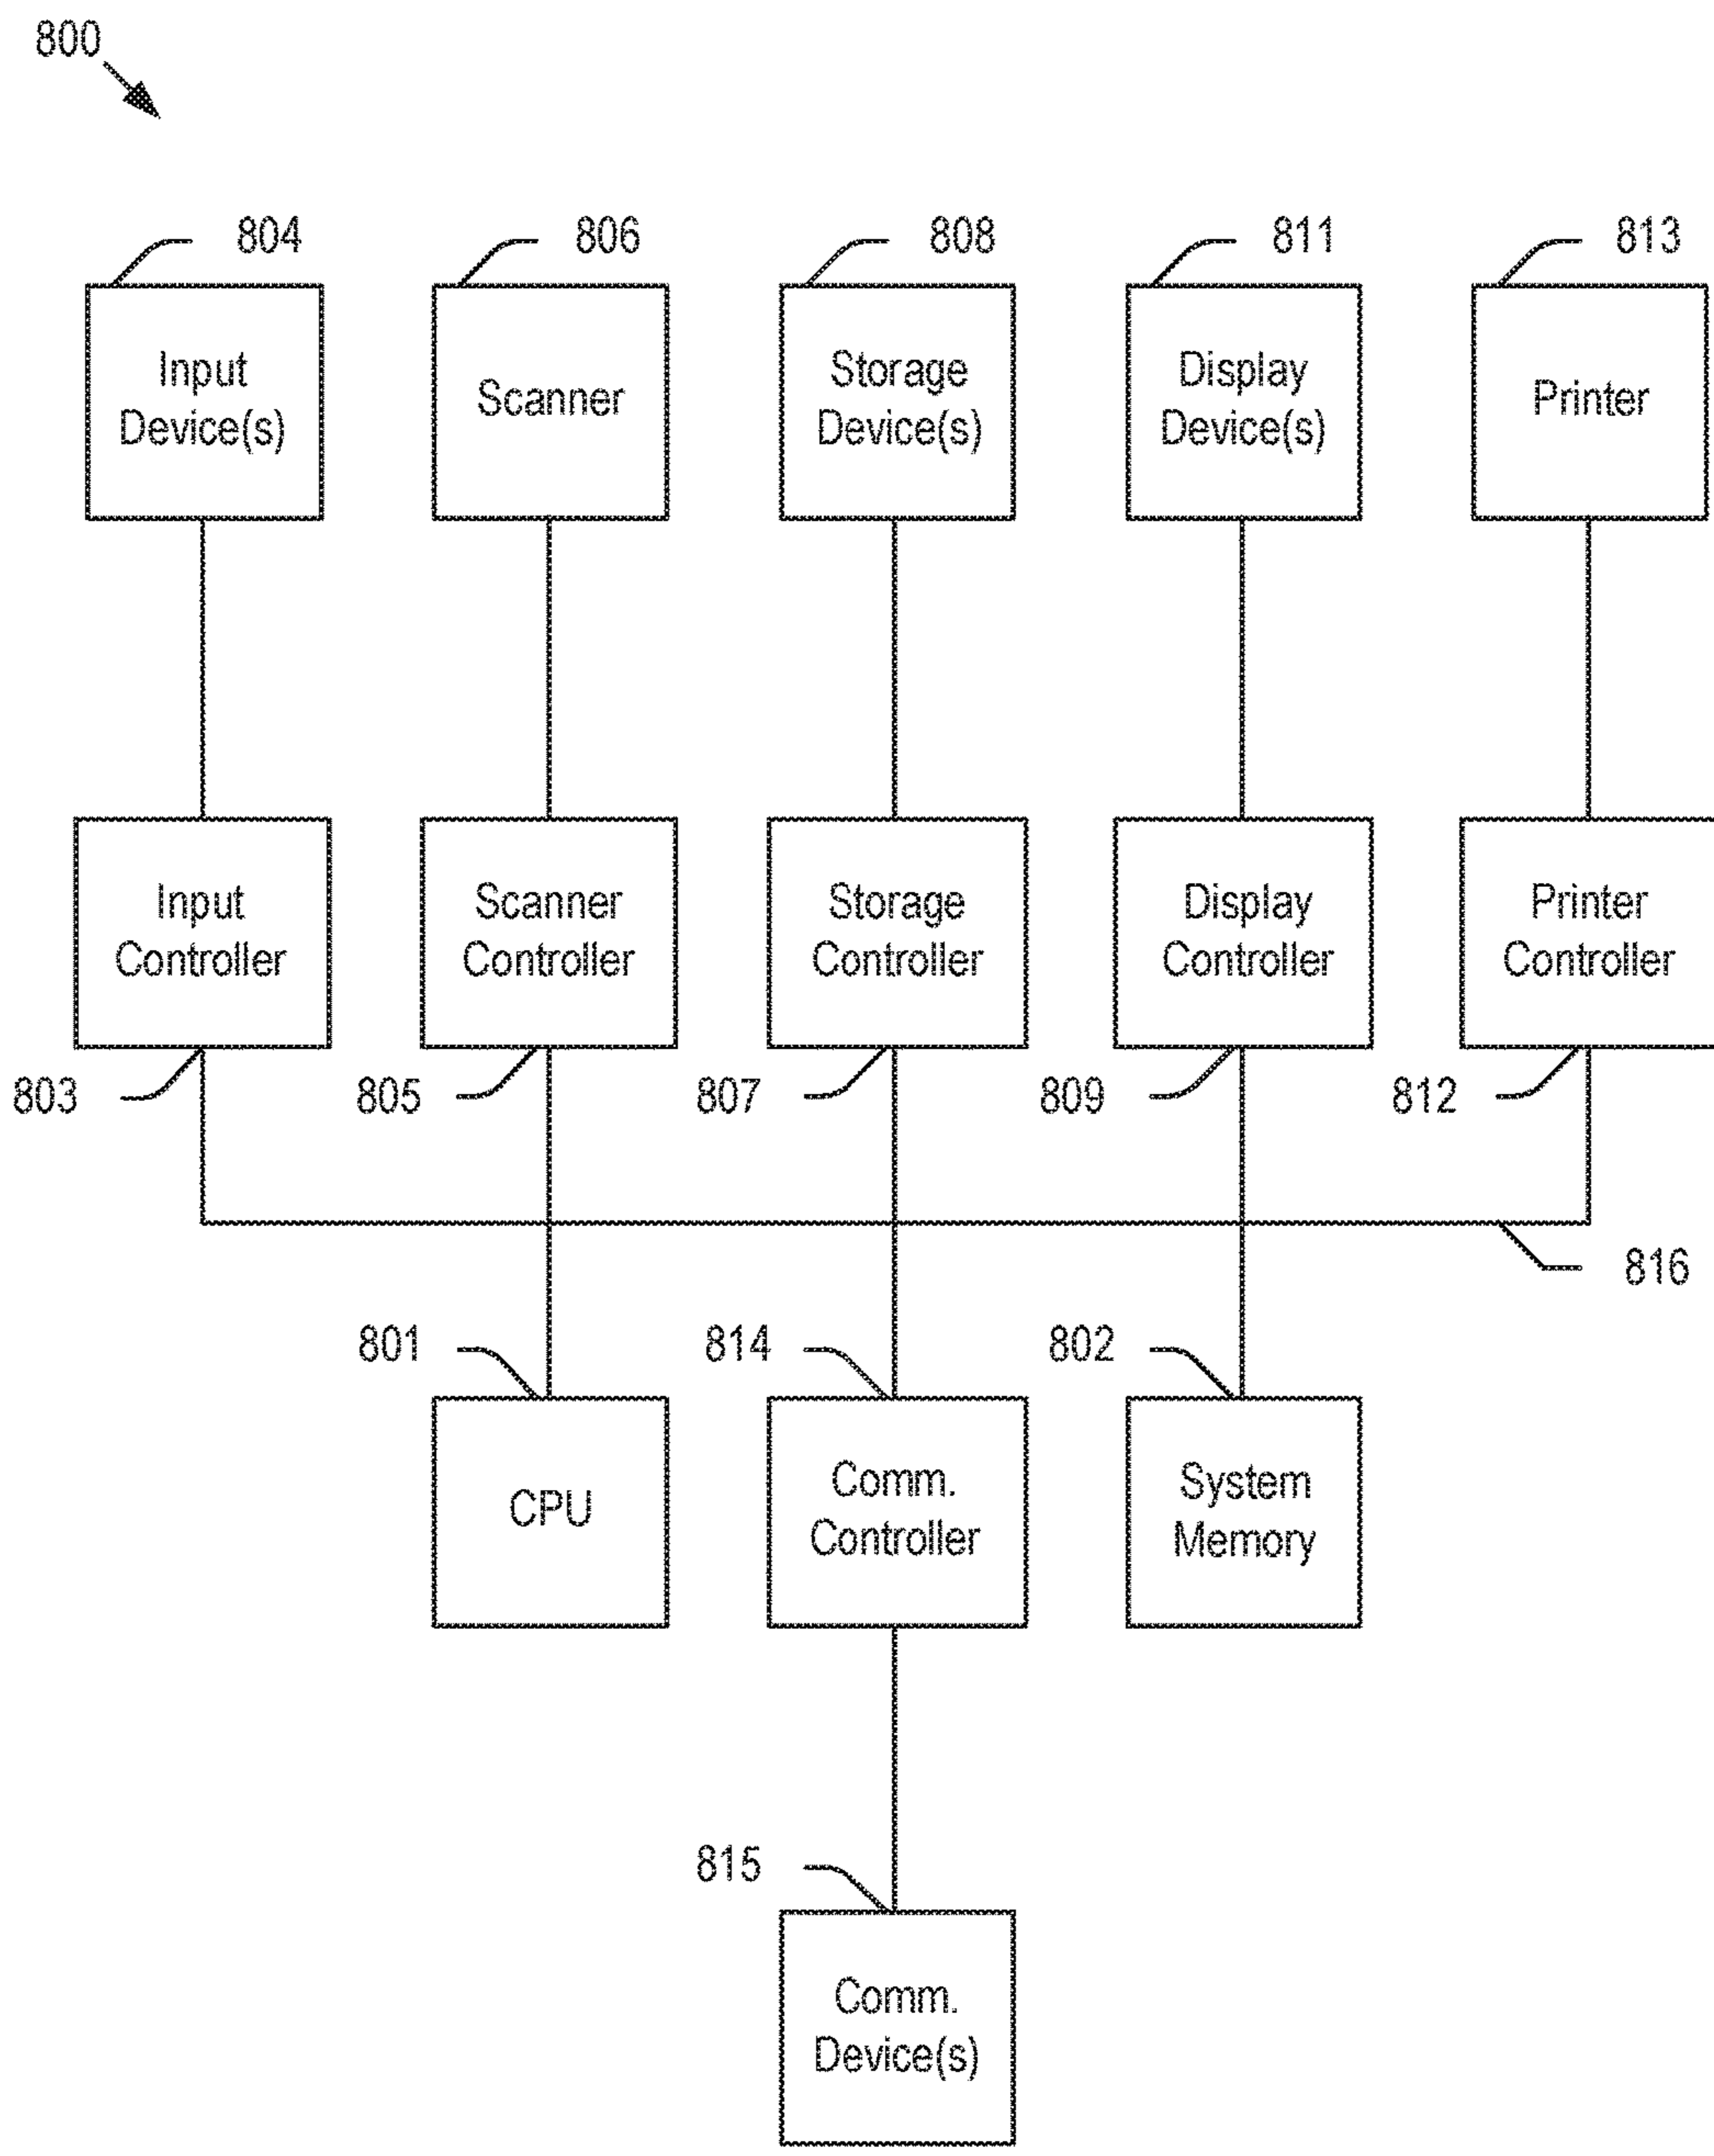 800
804
806
808
811
813
Input
Device(s)
Scanner
Storage
Device(s)
Display
Device(s)
Printer
Input
Controller
Scanner
Controller
Storage
Controller
Display
Controller
Printer
Controller
803
805
807
809
812
816
801
814
802
CPU
Comm.
Controller
System
Memory
815
Comm.
Device(s)